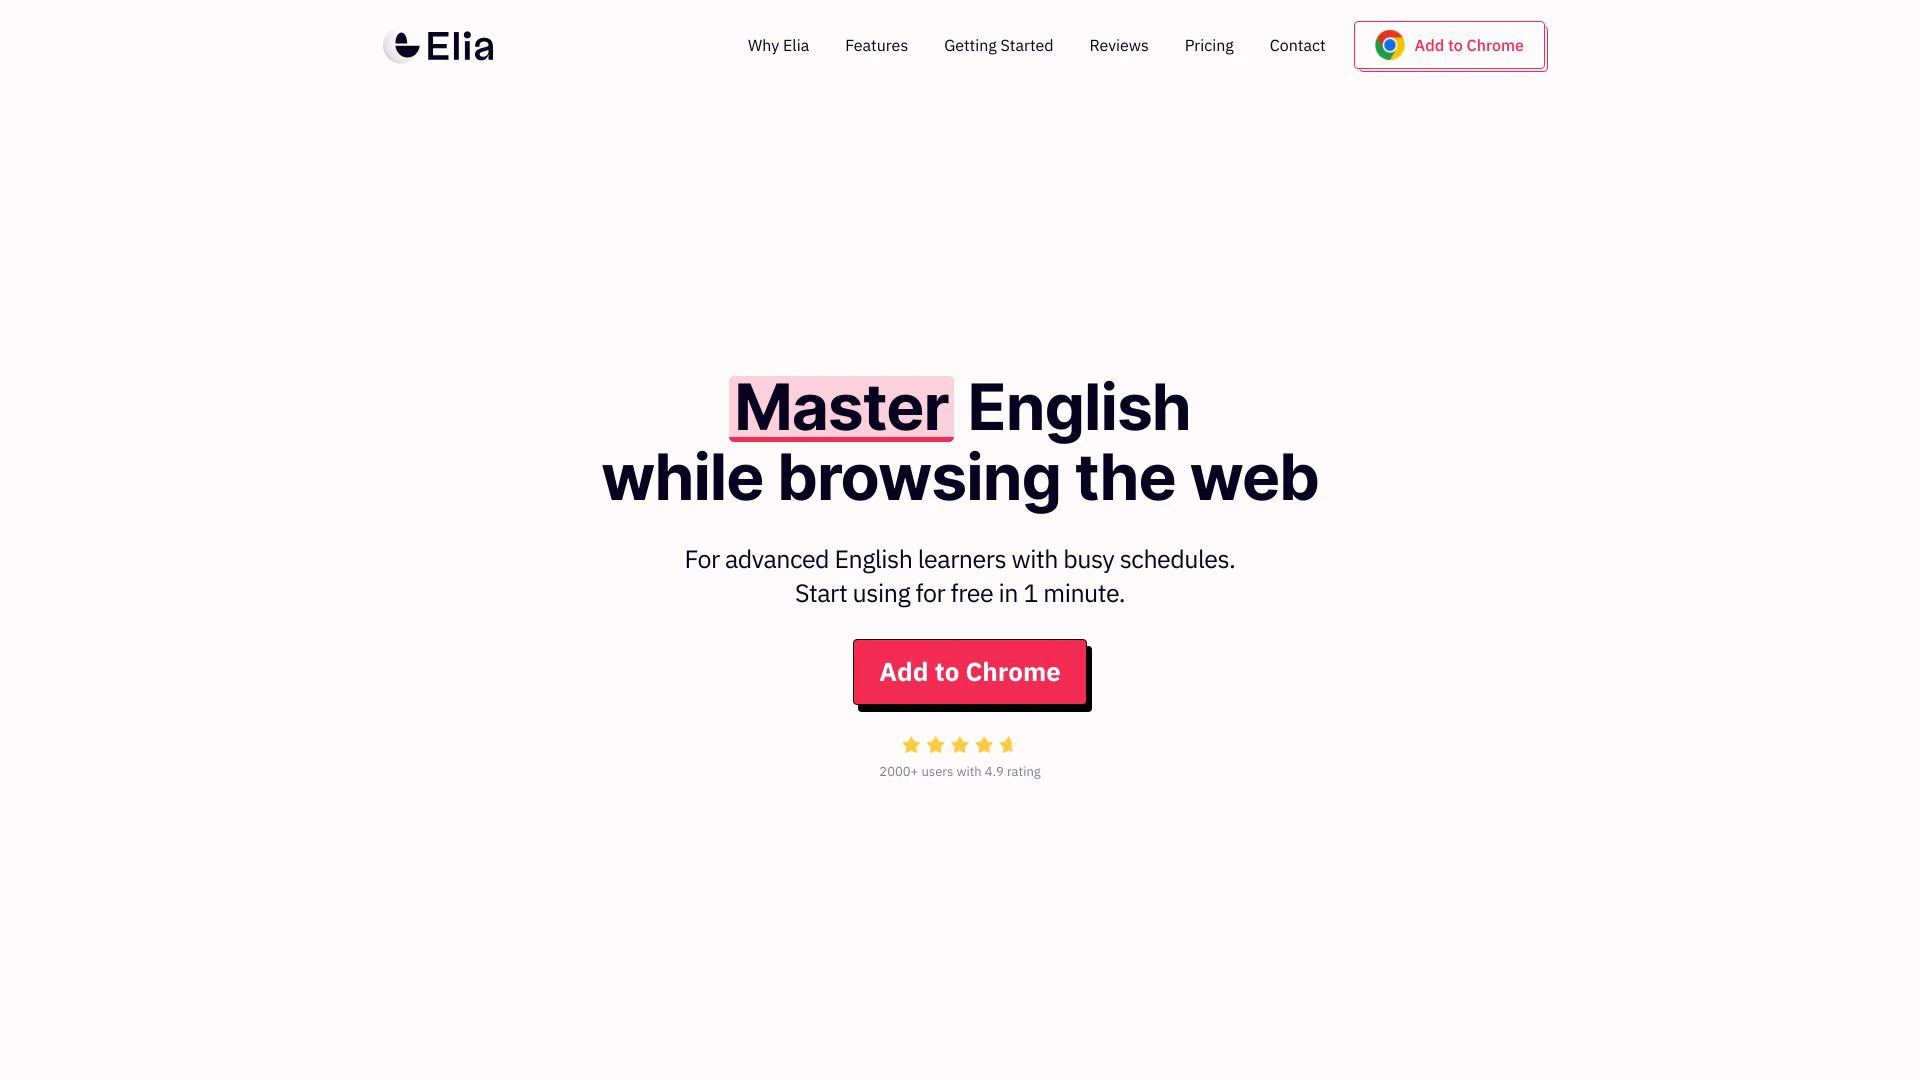 Elia
Why Elia
Features
Getting Started
Reviews
Pricing
Contact
Add to Chrome
Master English
while browsing the web
For advanced English learners with busy schedules.
Start using for free in 1 minute.
Add to Chrome
2000+ users with 4.9 rating